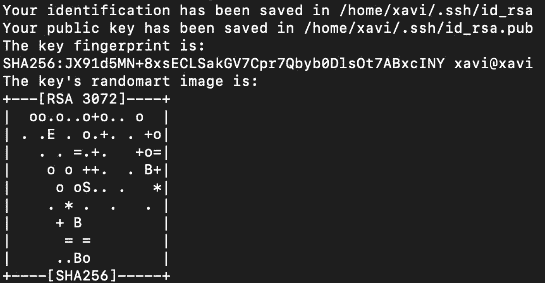 Your identification has been saved in /home/xavi/.ssh/id_rsa
Your public key has been saved in /home/xavi/.ssh/id_rsa.pub
The key fingerprint is:
SHA256:JX91d5MN+8xsECLSakGV7Cpr7Qbyb0DlsOt7ABxcINY xavi@xavi
The key's randomart image is:
+---[RSA 3072]----+
|  oo.o..o+o.. o  |
| . .E . o.+. . +o|
|   . . =.+.   +o=|
|    o o ++.  . B+|
|     o oS.. .   *|
|    . * .  .   . |
|     + B         |
|      = =        |
|     ..Bo        |
+----[SHA256]-----+